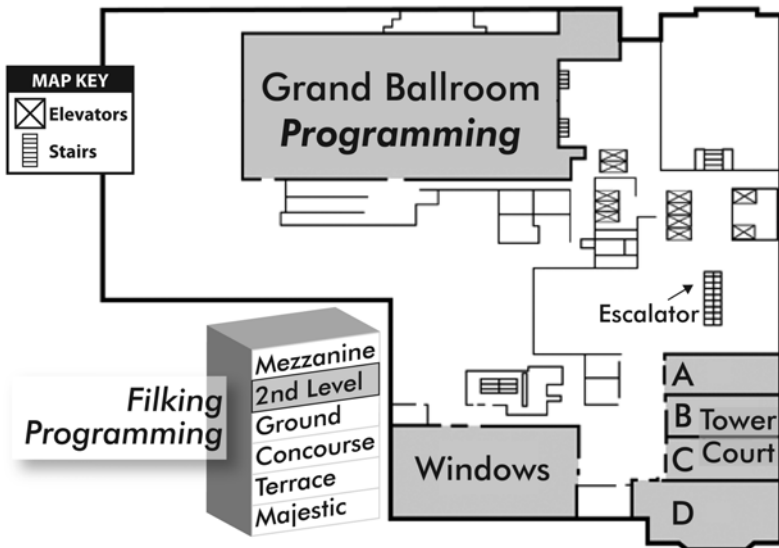 Grand Ballroom
Programming
MAP KEY
Elevators
Stairs
Escalator
Mezzanine
2nd Level
Ground
Concourse
Terrace
Majestic
Filking
Programming
Windows
A
B Tower
C Court
D